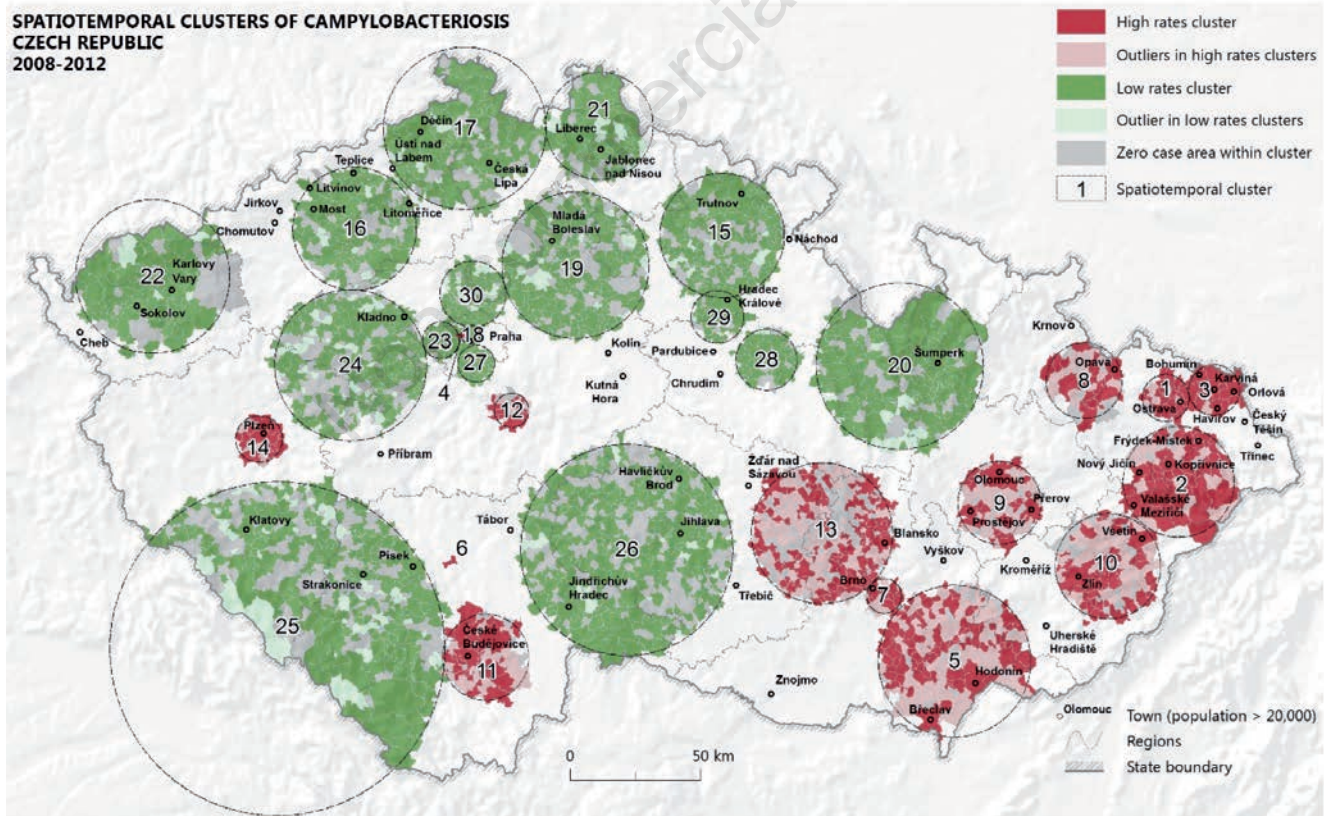 SPATIOTEMPORAL CLUSTERS OF CAMPYLOBACTERIOSIS
CZECH REPUBLIC
2008-2012
High rates cluster
Outliers in high rates clusters
Low rates cluster
Outlier in low rates clusters
Zero case area within cluster
1 Spatiotemporal cluster
17
Děčín
Ústí nad
Labem
Česká
Lípa
21
Liberec
Jablonec
nad Nisou
Teplice
Litvínov
Most
Litoměřice
16
Jirkov
Chomutov
Trutnov
15
Náchod
Mladá
Boleslav
19
22
Karlovy
Vary
Sokolov
Cheb
30
Kladno
24
23
18
Praha
27
4
Hradec
Králové
29
Kolín
Kutná
Hora
Pardubice
Chrudim
28
20
Šumperk
Krnov
Opava
8
Bohumín
1
Ostrava
3
Karviná
Orlová
Havířov
Český
Těšín
Třinec
Frýdek-Místek
Nový Jičín
Kopřivnice
2
Valašské
Meziříčí
12
Plzeň
14
Příbram
Havlíčkův
Brod
Jihlava
26
Jindřichův
Hradec
Žďár nad
Sázavou
13
Blansko
Brno
7
Olomouc
9
Přerov
Prostějov
Vyškov
Kroměříž
Vsetín
10
Zlín
Uherské
Hradiště
Klatovy
Písek
Strakonice
25
Tábor
6
České
Budějovice
11
Třebíč
Znojmo
5
Hodonín
Břeclav
0 50 km
Olomouc Town (population > 20,000)
Regions
State boundary